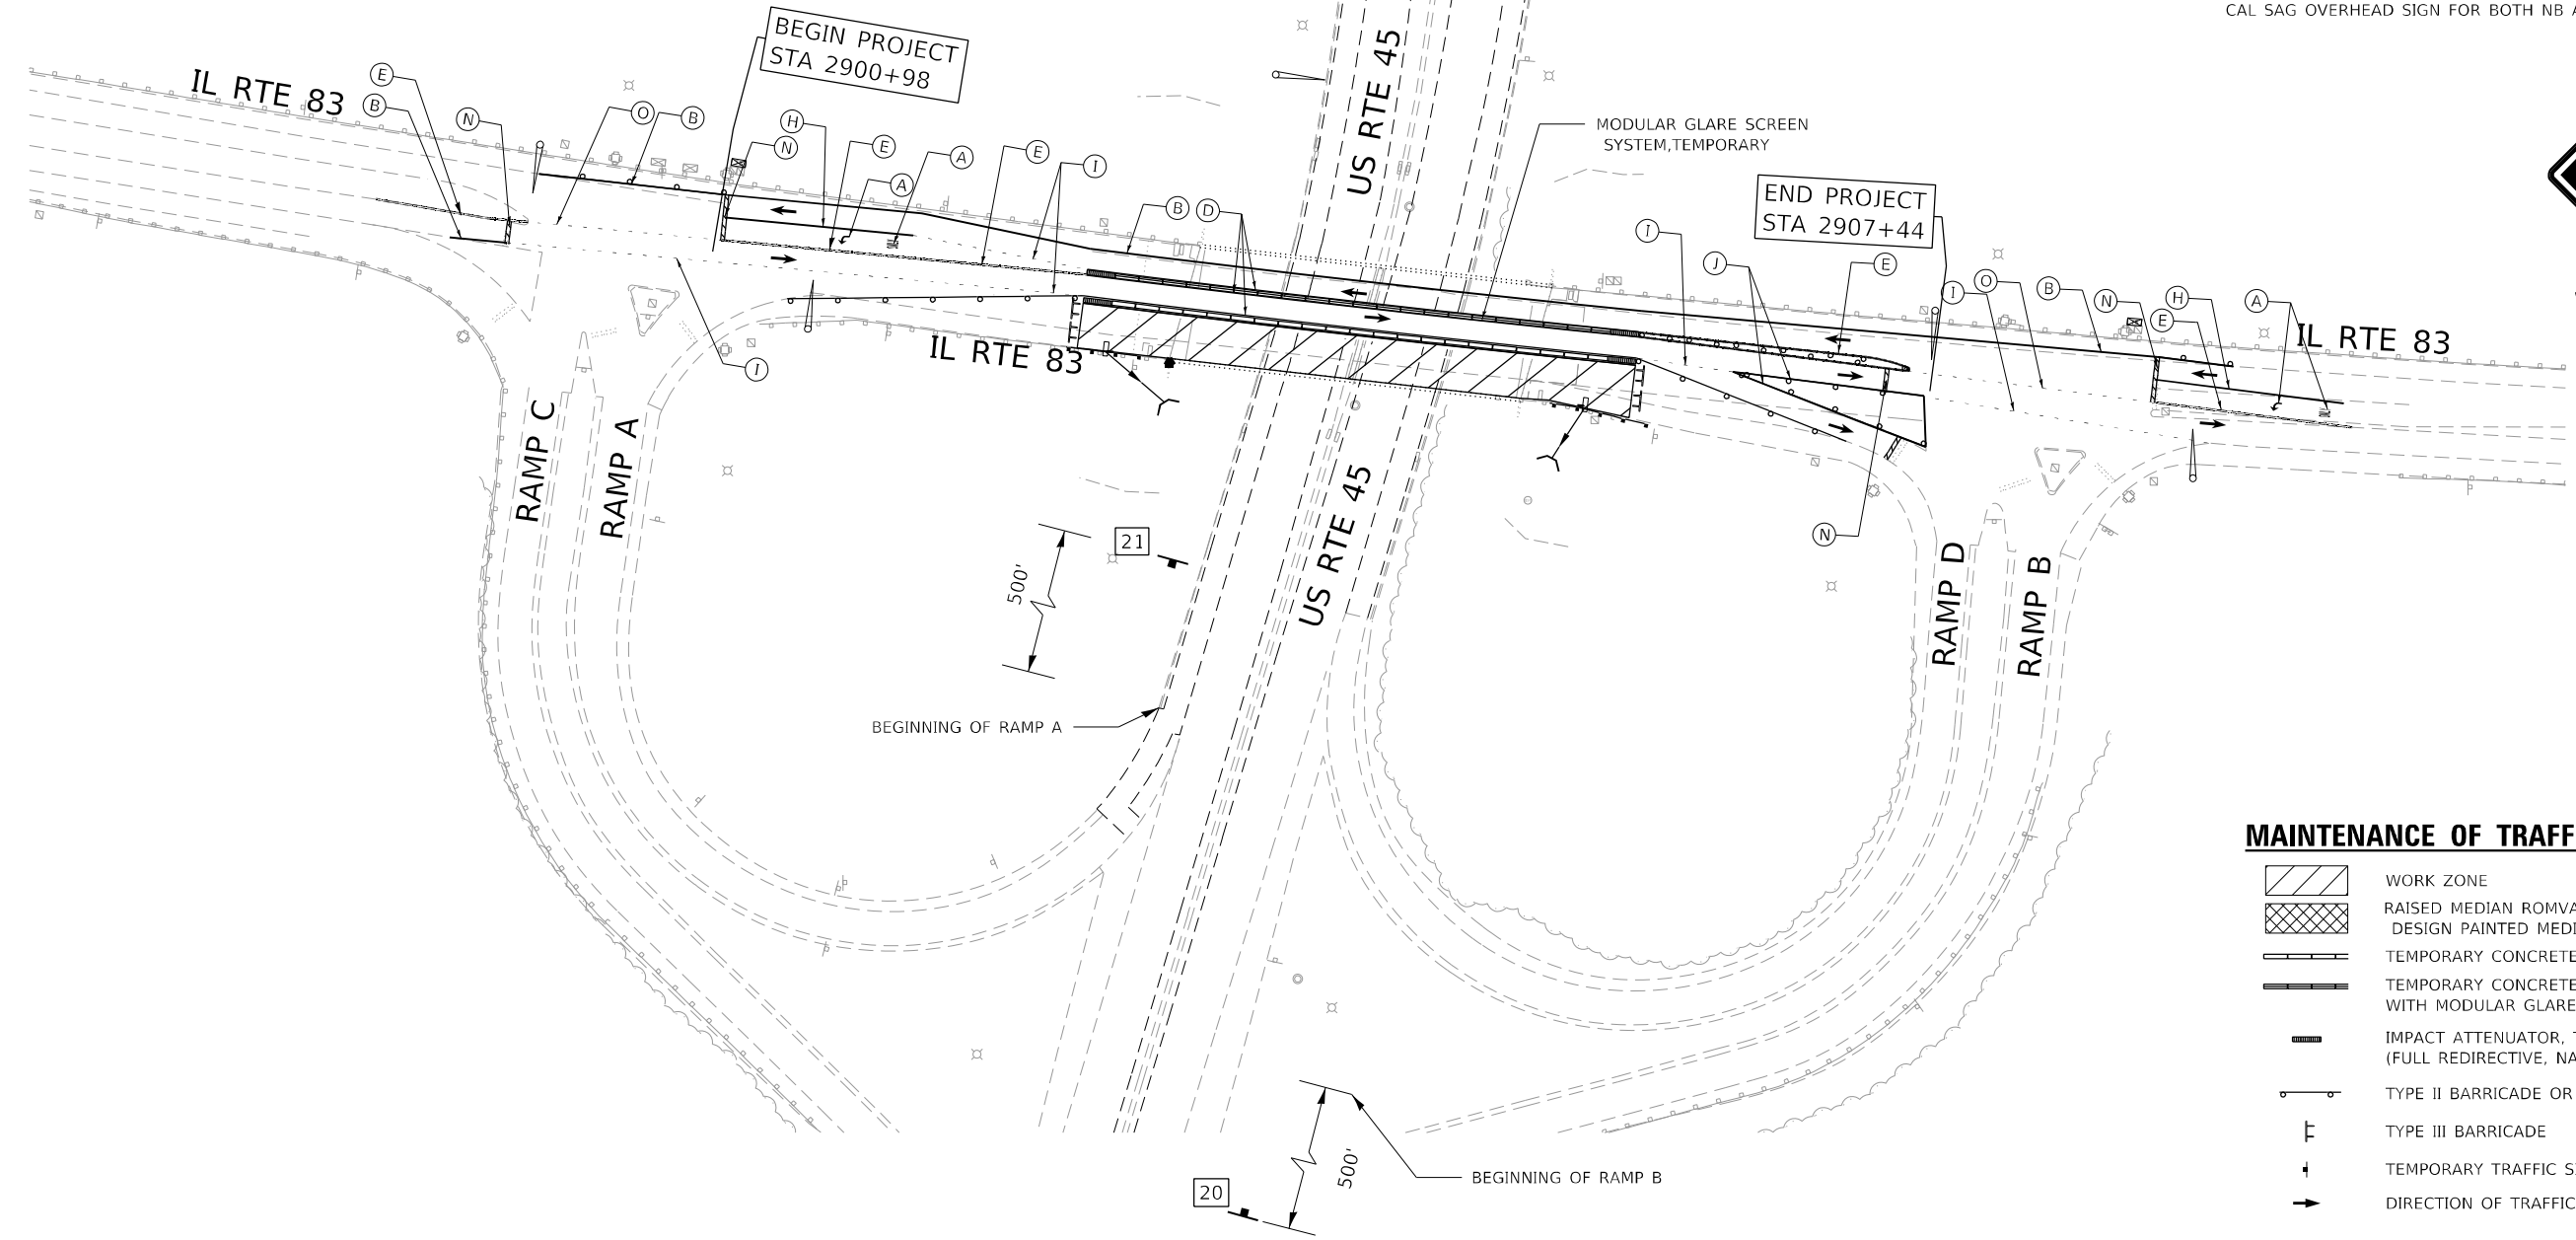 CAL SAG OVERHEAD SIGN FOR BOTH NB
BEGIN PROJECT
STA 2900+98
IL RTE 83
E
B
N
O
B
H
N
E
A
A
E
I
B
D
US RTE 45
MODULAR GLARE SCREEN
SYSTEM,TEMPORARY
END PROJECT
STA 2907+44
I
J
E
I
O
B
N
E
H
A
IL RTE 83
IL RTE 83
I
RAMP C
RAMP A
N
21
500'
US RTE 45
RAMP D
RAMP B
BEGINNING OF RAMP A
MAINTENANCE OF
WORK ZONE
RAISED MEDIAN
DESIGN PAINTED
TEMPORARY CONCRETE
TEMPORARY CONCRETE
WITH MODULAR GLARE
IMPACT ATTENUATOR,
(FULL REDIRECTIVE,
TYPE II BARRICADE OR
TYPE III BARRICADE
TEMPORARY TRAFFIC
DIRECTION OF TRAFFIC
500'
BEGINNING OF RAMP B
20